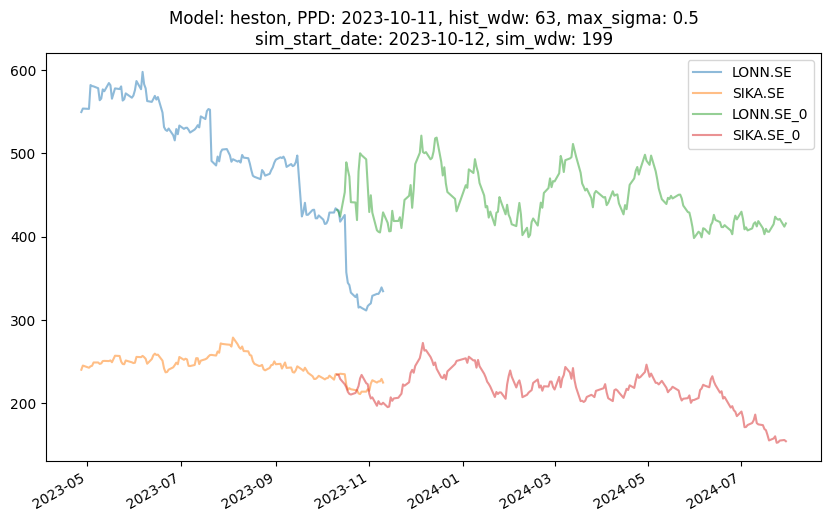 Model: heston, PPD: 2023-10-11, hist_wdw: 63, max_sigma: 0.5
sim_start_date: 2023-10-12, sim_wdw: 199
LONN.SE
SIKA.SE
LONN.SE_0
SIKA.SE_0
600
500
400
300
200
2023-05
2023-07
2023-09
2023-11
2024-01
2024-03
2024-05
2024-07